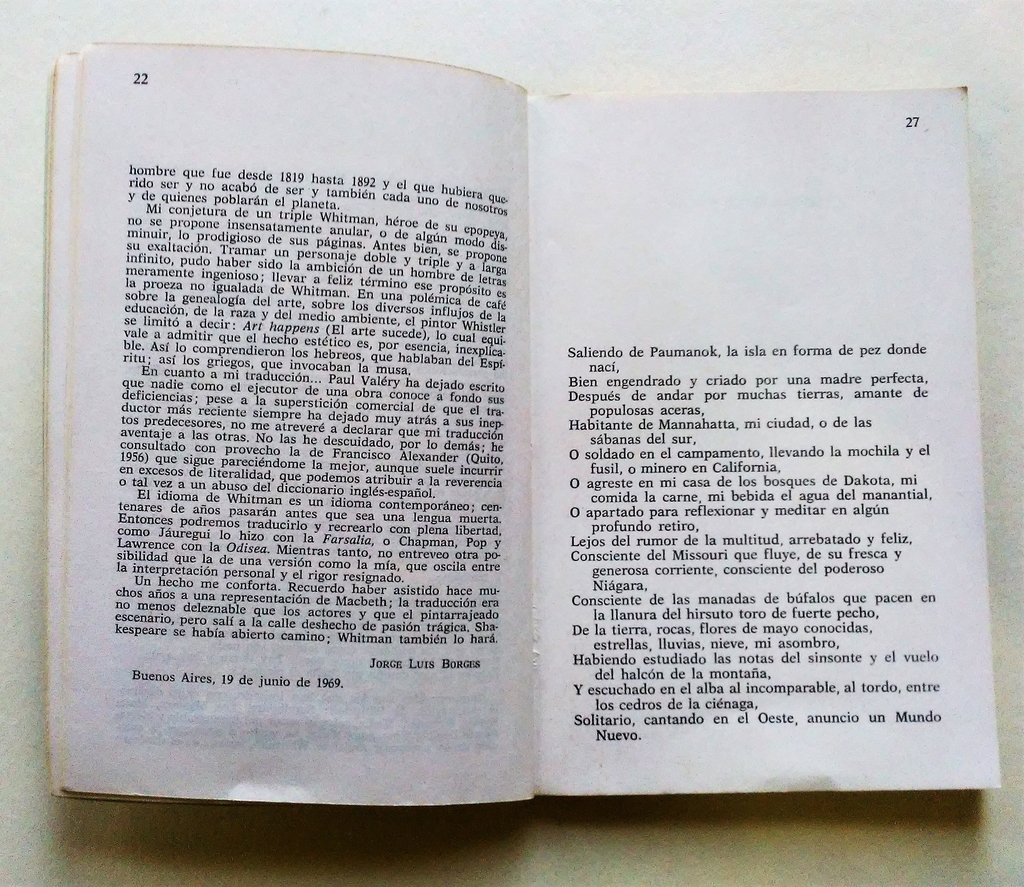 22
hombre que fue desde 1819 hasta 1892 y el que hubiera que-
rido ser y no acabó de ser y también cada uno de nosotros
y de quienes poblarán el planeta.
Mi conjetura de un triple Whitman, héroe de su epopeya,
no se propone insensatamente anular, o de algún modo dis-
minuir, lo prodigioso de sus páginas. Antes bien, se propone
su exaltación. Tramar un personaje doble y triple y a larga
infinito, pudo haber sido la ambición de un hombre de letras
meramente ingenioso; llevar a feliz término ese propósito es
la proeza no igualada de Whitman. En una polémica de café
sobre la genealogía del arte, sobre los diversos influjos de la
educación, de la raza y del medio ambiente, el pintor Whistler
se limitó a decir: Art happens (El arte sucede), lo cual equi-
vale a admitir que el hecho estético es, por esencia, inexplica-
ble. Así lo comprendieron los hebreos, que hablaban del Espí-
ritu; así los griegos, que invocaban la musa.
En cuanto a mi traducción... Paul Valéry ha dejado escrito
que nadie como el ejecutor de una obra conoce a fondo sus
deficiencias; pese a la superstición comercial de que el tra-
ductor más reciente siempre ha dejado muy atrás a sus inep-
tos predecesores, no me atreveré a declarar que mi traducción
aventaje a las otras. No las he descuidado, por lo demás; he
consultado con provecho la de Francisco Alexander (Quito,
1956) que sigue pareciéndome la mejor, aunque suele incurrir
en excesos de literalidad, que podemos atribuir a la reverencia
o tal vez a un abuso del diccionario inglés-español.
El idioma de Whitman es un idioma contemporáneo; cen-
tenares de años pasarán antes que sea una lengua muerta.
Entonces podremos traducirlo y recrearlo con plena libertad,
como Jáuregui lo hizo con la Farsalia, o Chapman, Pop y
Lawrence con la Odisea. Mientras tanto, no entreveo otra po-
sibilidad que la de una versión como la mía, que oscila entre
la interpretación personal y el rigor resignado.
Un hecho me conforta. Recuerdo haber asistido hace mu-
chos años a una representación de Macbeth; la traducción era
no menos deleznable que los actores y que el pintarrajeado
escenario, pero salí a la calle deshecho de pasión trágica. Sha-
kespeare se había abierto camino; Whitman también lo hará.
JORGE LUIS BORGES
Buenos Aires, 19 de junio de 1969.
27
Saliendo de Paumanok, la isla en forma de pez donde
nací,
Bien engendrado y criado por una madre perfecta,
Después de andar por muchas tierras, amante de
populosas aceras,
Habitante de Mannahatta, mi ciudad, o de las
sábanas del sur,
O soldado en el campamento, llevando la mochila y el
fusil, o minero en California,
O agreste en mi casa de los bosques de Dakota, mi
comida la carne, mi bebida el agua del manantial,
O apartado para reflexionar y meditar en algún
profundo retiro,
Lejos del rumor de la multitud, arrebatado y feliz,
Consciente del Missouri que fluye, de su fresca y
generosa corriente, consciente del poderoso
Niágara,
Consciente de las manadas de búfalos que pacen en
la llanura del hirsuto toro de fuerte pecho,
De la tierra, rocas, flores de mayo conocidas,
estrellas, lluvias, nieve, mi asombro,
Habiendo estudiado las notas del sinsonte y el vuelo
del halcón de la montaña,
Y escuchado en el alba al incomparable, al tordo, entre
los cedros de la ciénaga,
Solitario, cantando en el Oeste, anuncio un Mundo
Nuevo.